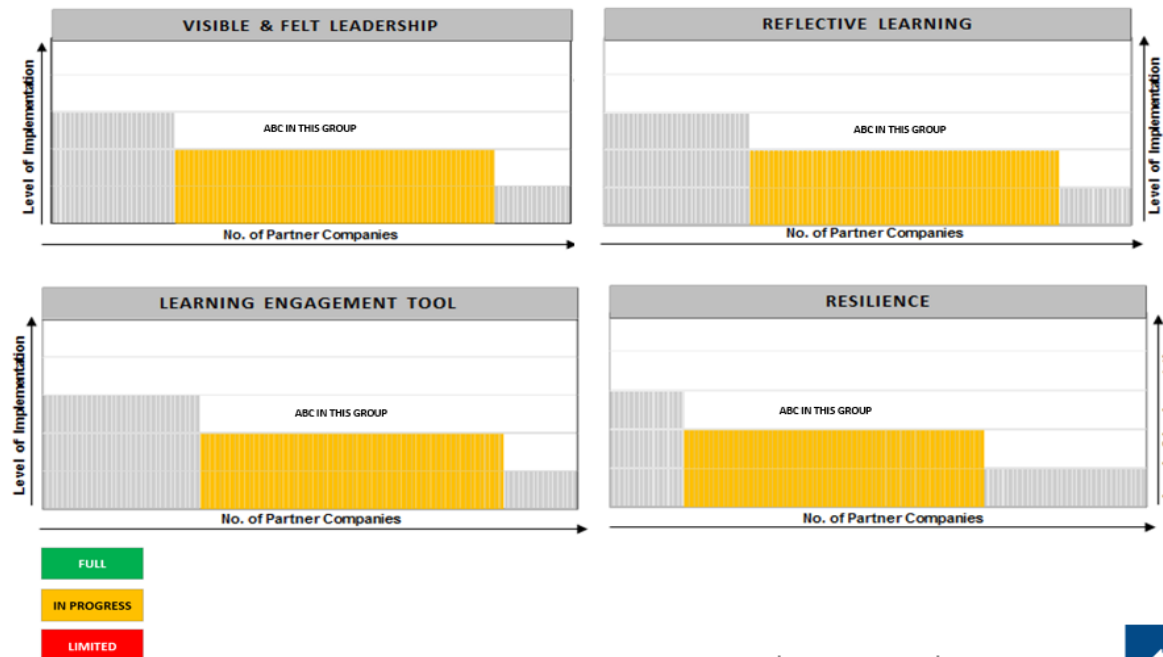 VISIBLE & FELT LEADERSHIP
Level of Implementation
ABC IN THIS GROUP
No. of Partner Companies
REFLECTIVE LEARNING
ABC IN THIS GROUP
Level of Implementation
No. of Partner Companies
LEARNING ENGAGEMENT TOOL
Level of Implementation
ABC IN THIS GROUP
No. of Partner Companies
RESILIENCE
ABC IN THIS GROUP
No. of Partner Companies
FULL
IN PROGRESS
LIMITED